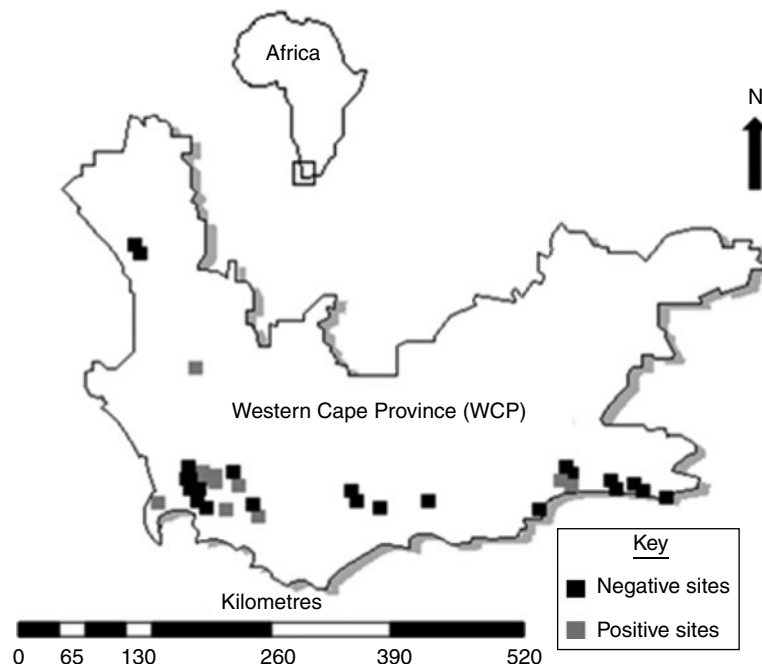 Africa
N
Western Cape Province (WCP)
Key
Negative sites
Positive sites
Kilometres
0 65 130 260 390 520